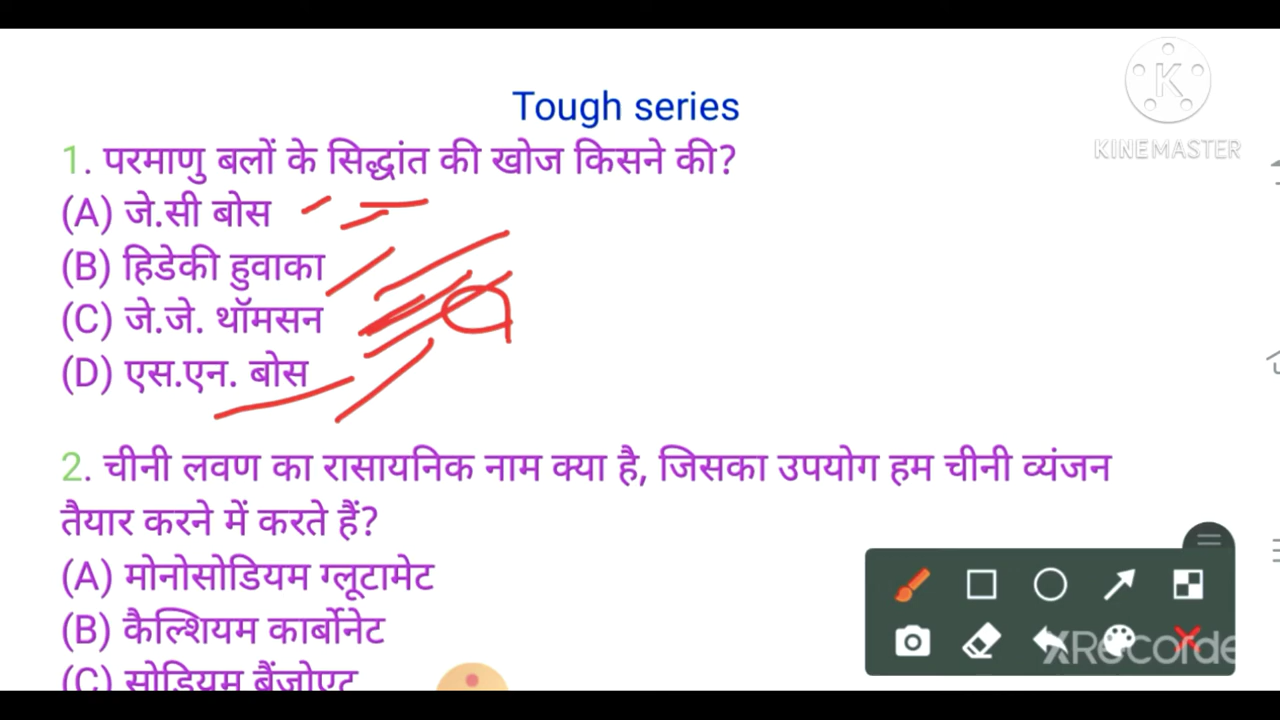 Tough series
KINEMASTER
1. परमाणु बलों के सिद्धांत की खोज किसने की?
(A) जे.सी बोस
(B) हिडेकी हुवाका
(C) जे.जे. थॉमसन
(D) एस.एन. बोस
2. चीनी लवण का रासायनिक नाम क्या है, जिसका उपयोग हम चीनी व्यंजन
तैयार करने में करते हैं?
(A) मोनोसोडियम ग्लूटामेट
(B) कैल्शियम कार्बोनेट
(C) सोडियम बैंजोएट
XRecorde